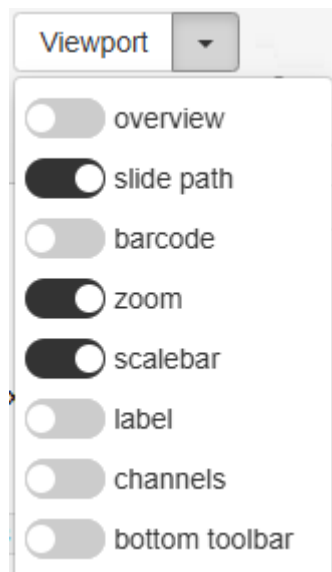 Viewport
overview
slide path
barcode
zoom
scalebar
label
channels
bottom toolbar